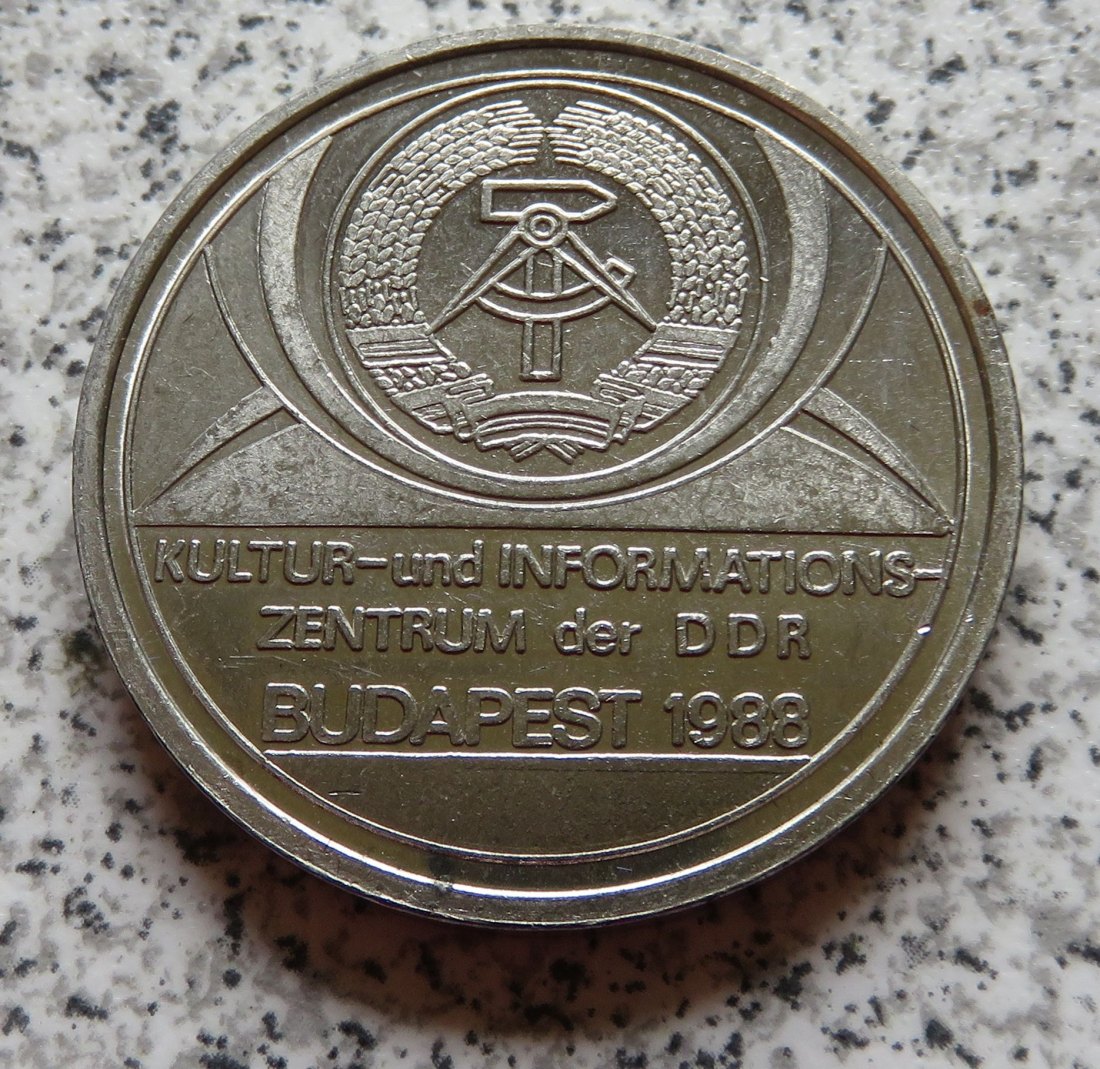 KULTUR-und INFORMATIONS-
ZENTRUM der DDR
BUDAPEST 1988